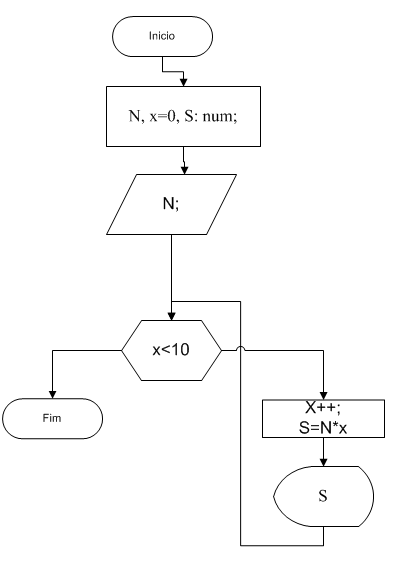 Inicio
N, x=0, S: num;
N;
x<10
Fim
X++;
S=N*x
S